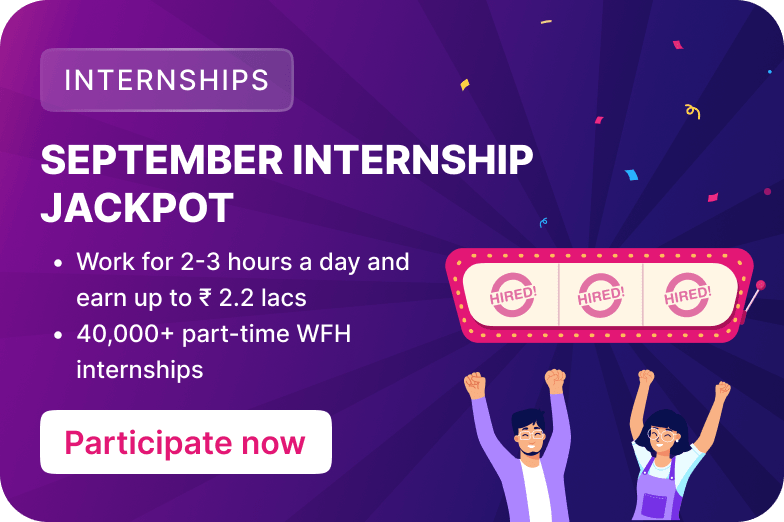 INTERNSHIPS
SEPTEMBER INTERNSHIP
JACKPOT
• Work for 2-3 hours a day and
earn up to ₹ 2.2 lacs
• 40,000+ part-time WFH
internships
HIRED! HIRED! HIRED!
Participate now